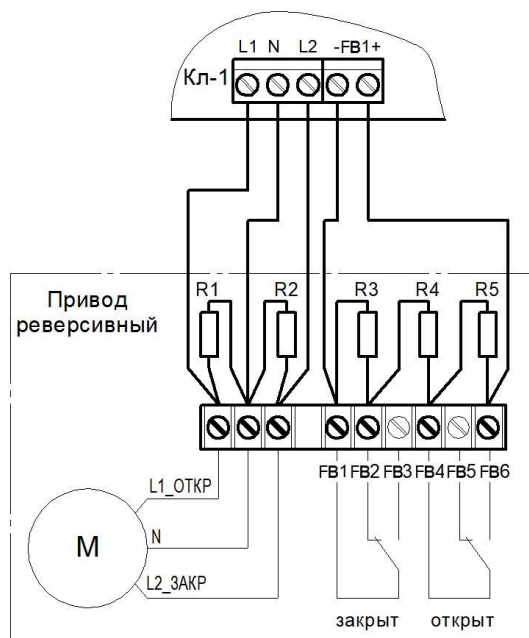 L1 N L2 -FB1+
Кл-1
R1 R2 R3 R4 R5
Привод
реверсивный
FB1 FB2 FB3 FB4 FB5 FB6
L1_ОТКР
N
L2_ЗАКР
М
закрыт открыт